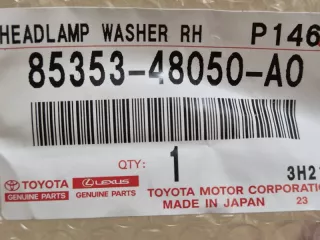 HEADLAMP WASHER RH P146
85353-48050-A0
QTY: 1 3H21
TOYOTA LEXUS TOYOTA MOTOR CORPORATION
GENUINE PARTS GENUINE PARTS MADE IN JAPAN 23